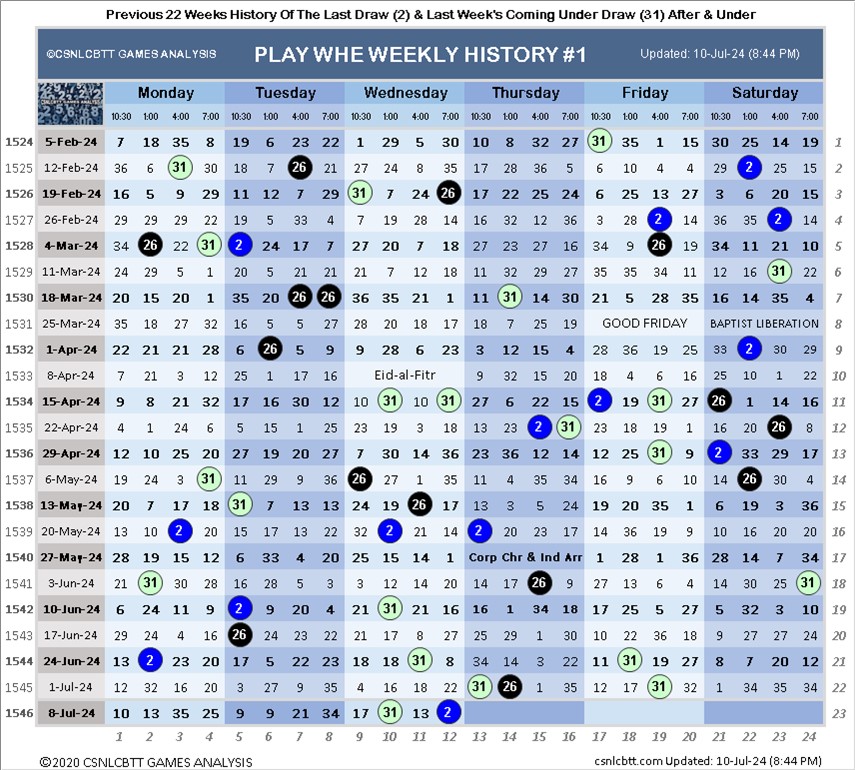 Previous 22 Weeks History Of The Last Draw (2) & Last Week's Coming Under Draw (31) After & Under
©CSNLCBTT GAMES ANALYSIS PLAY WHE WEEKLY HISTORY #1 Updated: 10-Jul-24 (8:44 PM)
CSNLCBTT GAMES ANALYSIS
Monday Tuesday Wednesday Thursday Friday Saturday
10:30 1:00 4:00 7:00 10:30 1:00 4:00 7:00 10:30 1:00 4:00 7:00 10:30 1:00 4:00 7:00 10:30 1:00 4:00 7:00 10:30 1:00 4:00 7:00
1524 5-Feb-24 7 18 35 8 19 6 23 22 1 29 5 30 10 8 32 27 31 35 1 15 30 25 14 19 1
1525 12-Feb-24 36 6 31 30 18 7 26 21 27 24 8 35 17 28 36 5 6 10 4 4 29 2 25 15 2
1526 19-Feb-24 16 5 9 29 11 12 7 29 31 7 24 26 17 22 25 24 6 25 13 27 3 6 20 15 3
1527 26-Feb-24 29 29 29 22 19 5 33 4 7 19 28 14 16 32 12 36 3 28 2 4 36 35 2 14 4
1528 4-Mar-24 34 26 22 31 2 24 17 7 27 20 7 18 27 23 27 16 34 9 26 19 34 11 21 10 5
1529 11-Mar-24 24 29 5 1 20 5 21 21 21 7 12 18 11 32 29 27 35 35 34 11 12 16 31 22 6
1530 18-Mar-24 20 15 20 1 35 20 26 26 36 35 21 1 11 31 14 30 21 5 28 35 16 14 35 4 7
1531 25-Mar-24 35 18 27 32 16 5 5 27 28 20 18 17 18 7 25 19 GOOD FRIDAY BAPTIST LIBERATION 8
1532 1-Apr-24 22 21 21 28 6 26 5 9 9 28 6 23 3 12 15 4 28 36 19 25 33 2 30 29 9
1533 8-Apr-24 7 21 3 12 25 1 17 16 Eid-al-Fitr 9 32 15 20 18 4 6 16 25 10 1 22 10
1534 15-Apr-24 9 8 21 32 17 16 30 12 10 31 10 31 27 6 22 15 2 19 31 27 26 1 14 16 11
1535 22-Apr-24 4 1 24 6 5 15 1 25 23 19 3 18 13 23 2 31 23 18 19 1 16 20 26 8 12
1536 29-Apr-24 12 10 25 20 27 19 20 27 7 30 14 36 23 36 12 14 12 25 31 9 2 33 29 17 13
1537 6-May-24 19 24 3 31 11 29 9 36 26 27 1 35 11 4 35 34 16 9 6 10 14 26 30 4 14
1538 13-May-24 20 7 17 18 31 7 13 13 24 19 26 17 13 3 5 24 19 20 35 1 6 19 3 36 15
1539 20-May-24 13 10 2 20 15 17 13 22 32 2 21 14 2 20 23 17 19 36 19 9 10 16 20 20 16
1540 27-May-24 28 19 15 12 6 33 4 20 25 15 14 1 Corp Chr & Ind Arr 1 28 1 36 28 14 7 34 17
1541 3-Jun-24 21 31 30 28 16 28 5 3 3 12 14 20 14 17 26 9 27 13 6 4 14 30 25 31 18
1542 10-Jun-24 6 24 11 9 2 9 20 4 21 31 21 16 16 1 34 18 17 25 5 27 5 32 3 10 19
1543 17-Jun-24 29 24 4 16 26 23 22 30 21 17 8 27 25 29 1 30 10 22 36 18 9 27 27 24 20
1544 24-Jun-24 13 2 23 20 17 5 22 23 18 18 31 8 34 14 3 22 11 31 19 27 8 7 20 12 21
1545 1-Jul-24 12 32 16 20 3 27 9 35 4 16 18 22 31 26 1 35 12 17 31 22 1 34 34 35 22
1546 8-Jul-24 10 13 35 25 9 9 21 34 17 31 13 2 23
1 2 3 4 5 6 7 8 9 10 11 12 13 14 15 16 17 18 19 20 21 22 23 24
©2020 CSNLCBTT GAMES ANALYSIS csnlcbtt.com Updated: 10-Jul-24 (8:44 PM)